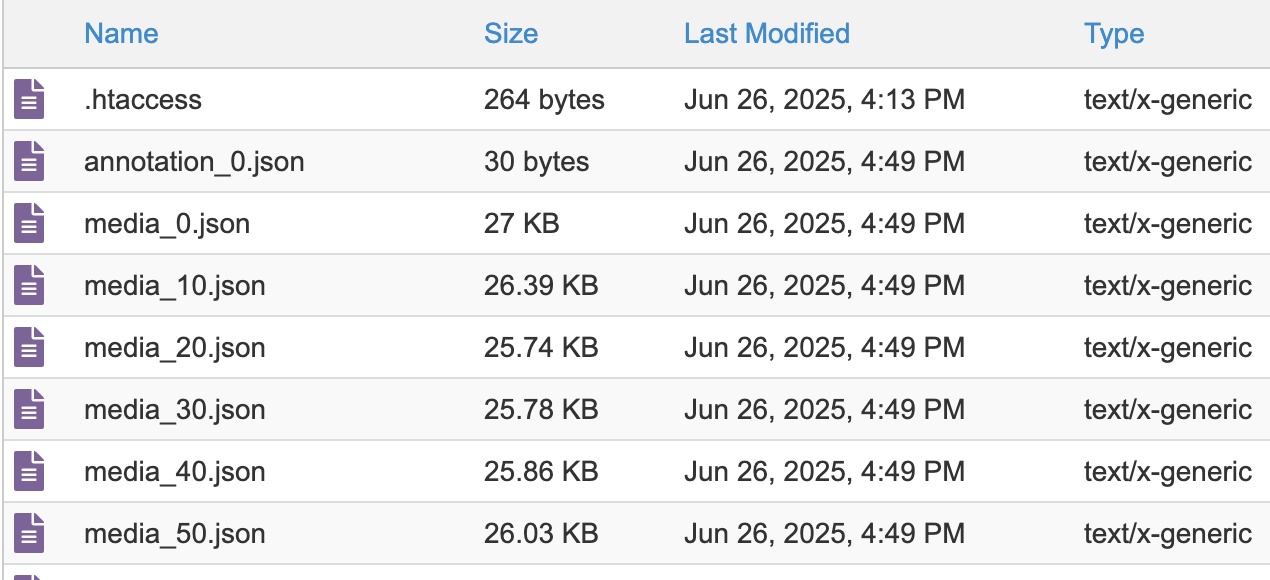 Name Size Last Modified Type
.htaccess 264 bytes Jun 26, 2025, 4:13 PM text/x-generic
annotation_0.json 30 bytes Jun 26, 2025, 4:49 PM text/x-generic
media_0.json 27 KB Jun 26, 2025, 4:49 PM text/x-generic
media_10.json 26.39 KB Jun 26, 2025, 4:49 PM text/x-generic
media_20.json 25.74 KB Jun 26, 2025, 4:49 PM text/x-generic
media_30.json 25.78 KB Jun 26, 2025, 4:49 PM text/x-generic
media_40.json 25.86 KB Jun 26, 2025, 4:49 PM text/x-generic
media_50.json 26.03 KB Jun 26, 2025, 4:49 PM text/x-generic